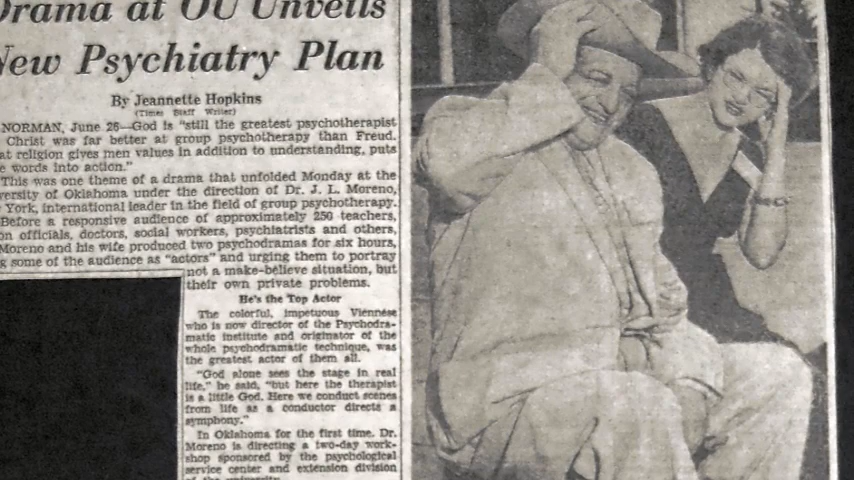 Drama at OU Unveils
New Psychiatry Plan
By Jeannette Hopkins
(Times Staff Writer)
NORMAN, June 26—God is "still the greatest psychotherapist
Christ was far better at group psychotherapy than Freud.
at religion gives men values in addition to understanding, puts
e words into action."
This was one theme of a drama that unfolded Monday at the
versity of Oklahoma under the direction of Dr. J. L. Moreno,
York, international leader in the field of group psychotherapy.
Before a responsive audience of approximately 250 teachers,
on officials, doctors, social workers, psychiatrists and others,
Moreno and his wife produced two psychodramas for six hours,
g some of the audience as "actors" and urging them to portray
not a make-believe situation, but
their own private problems.
He's the Top Actor
The colorful, impetuous Viennese
who is now director of the Psychodra-
matic institute and originator of the
whole psychodramatic technique, was
the greatest actor of them all.
"God alone sees the stage in real
life," he said, "but here the therapist
is a little God. Here we conduct scenes
from life as a conductor directs a
symphony."
In Oklahoma for the first time, Dr.
Moreno is directing a two-day work-
shop sponsored by the psychological
service center and extension division
of the university.